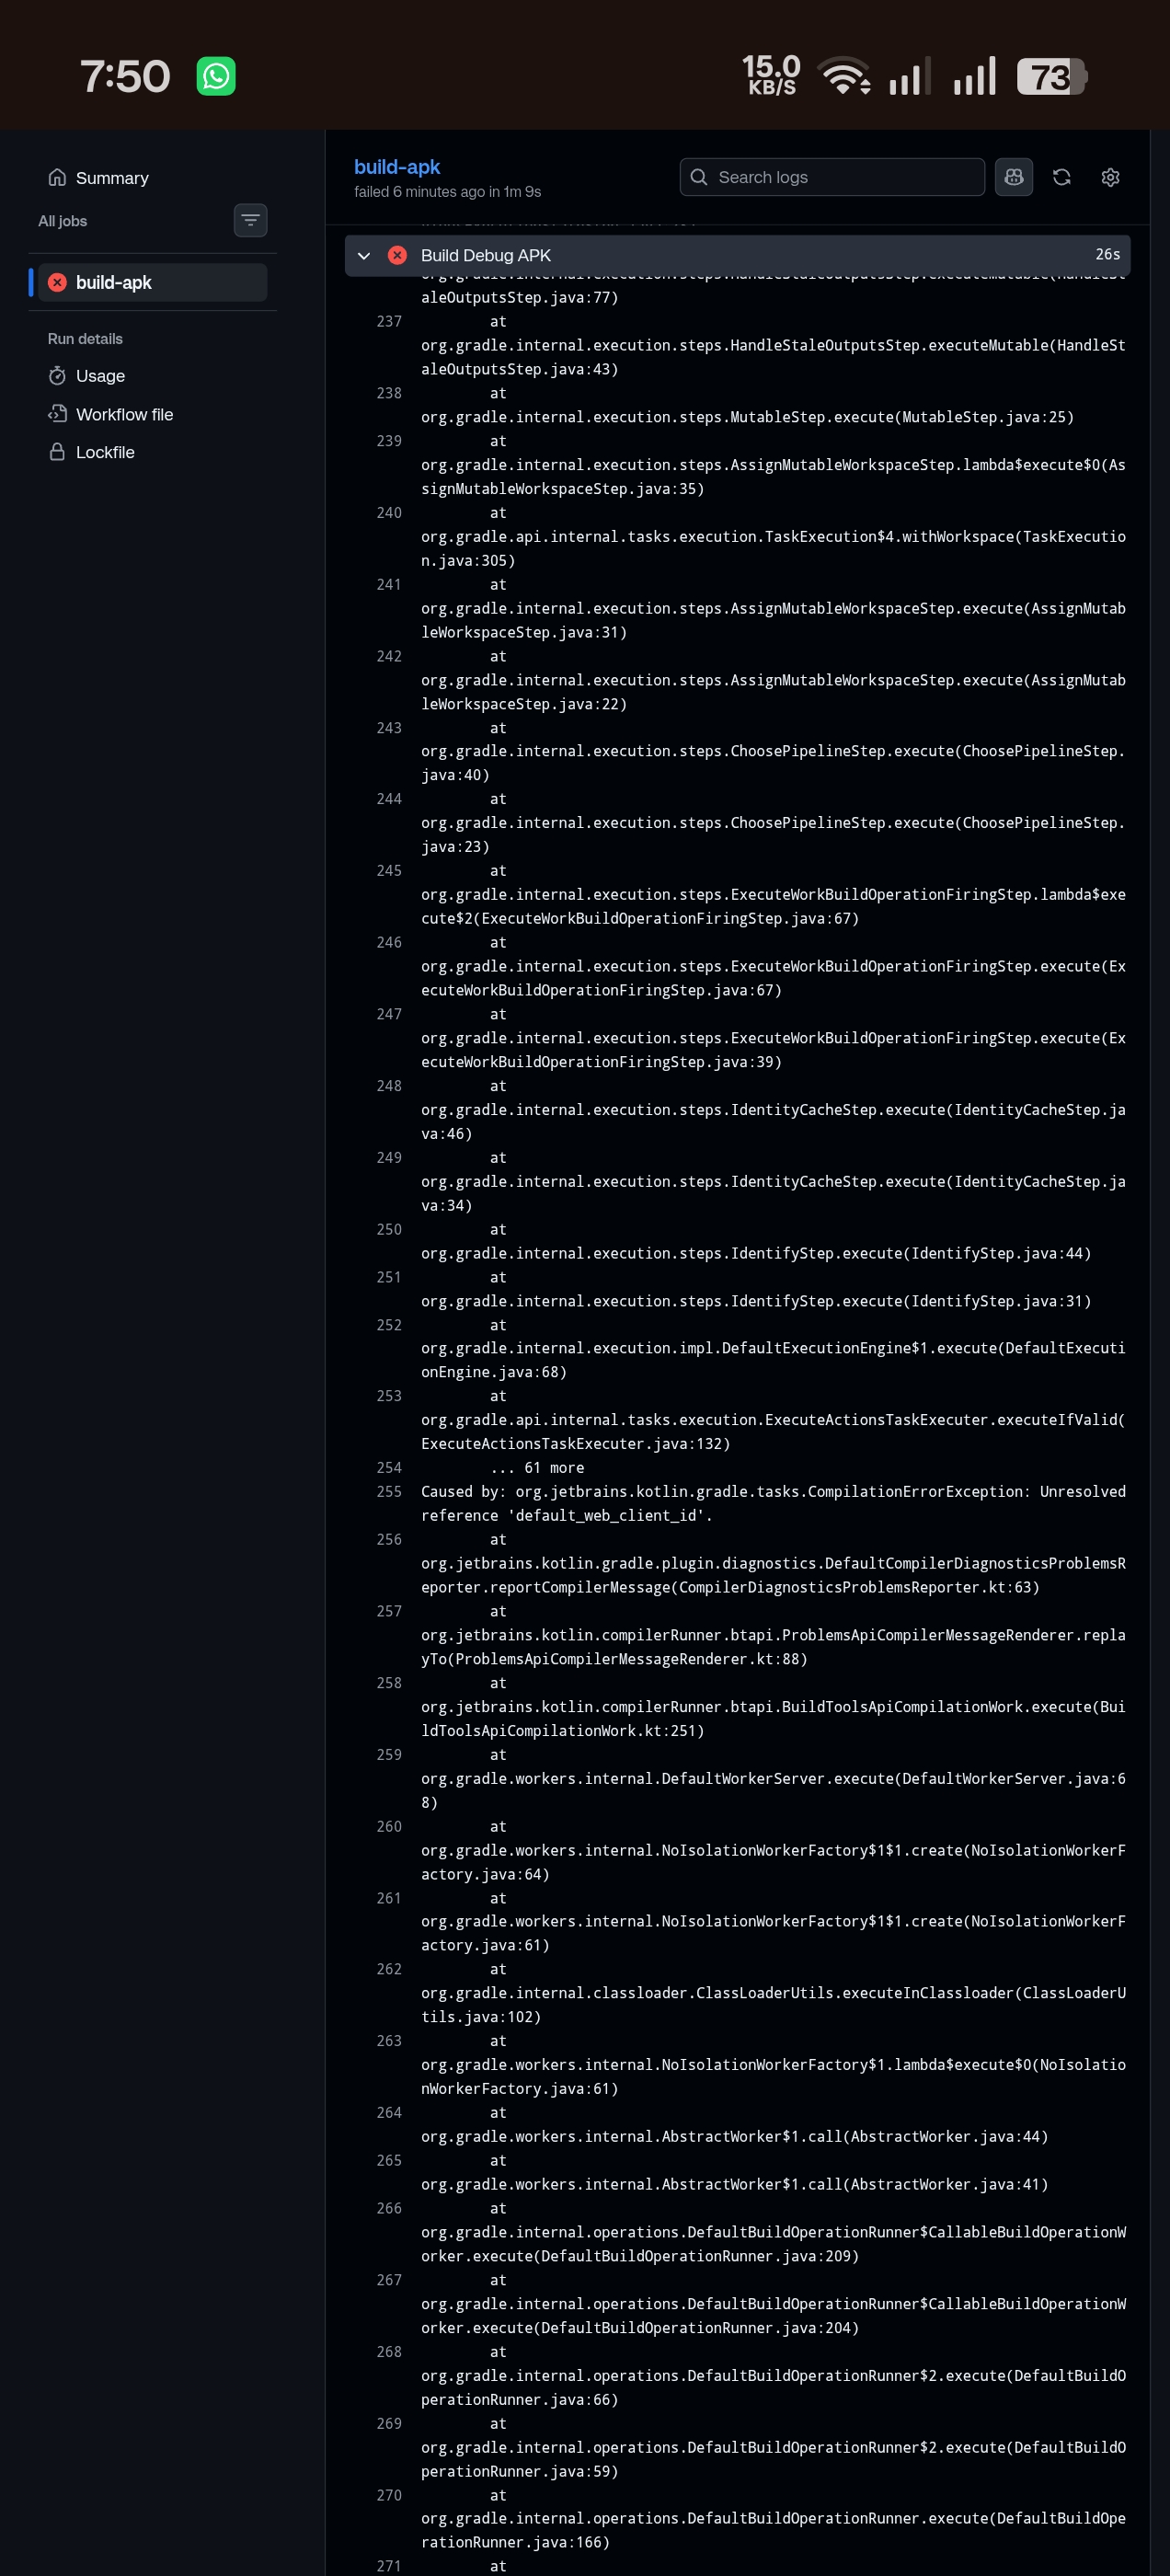 7:50
15.0
KB/S
73
Summary
All jobs
build-apk
Run details
Usage
Workflow file
Lockfile
build-apk
failed 6 minutes ago in 1m 9s
Search logs
Build Debug APK
26s
aleOutputsStep.java:77)
237 at
org.gradle.internal.execution.steps.HandleStaleOutputsStep.executeMutable(HandleSt
aleOutputsStep.java:43)
238 at
org.gradle.internal.execution.steps.MutableStep.execute(MutableStep.java:25)
239 at
org.gradle.internal.execution.steps.AssignMutableWorkspaceStep.lambda$execute$0(As
signMutableWorkspaceStep.java:35)
240 at
org.gradle.api.internal.tasks.execution.TaskExecution$4.withWorkspace(TaskExecutio
n.java:305)
241 at
org.gradle.internal.execution.steps.AssignMutableWorkspaceStep.execute(AssignMutab
leWorkspaceStep.java:31)
242 at
org.gradle.internal.execution.steps.AssignMutableWorkspaceStep.execute(AssignMutab
leWorkspaceStep.java:22)
243 at
org.gradle.internal.execution.steps.ChoosePipelineStep.execute(ChoosePipelineStep.
java:40)
244 at
org.gradle.internal.execution.steps.ChoosePipelineStep.execute(ChoosePipelineStep.
java:23)
245 at
org.gradle.internal.execution.steps.ExecuteWorkBuildOperationFiringStep.lambda$exe
cute$2(ExecuteWorkBuildOperationFiringStep.java:67)
246 at
org.gradle.internal.execution.steps.ExecuteWorkBuildOperationFiringStep.execute(Ex
ecuteWorkBuildOperationFiringStep.java:67)
247 at
org.gradle.internal.execution.steps.ExecuteWorkBuildOperationFiringStep.execute(Ex
ecuteWorkBuildOperationFiringStep.java:39)
248 at
org.gradle.internal.execution.steps.IdentityCacheStep.execute(IdentityCacheStep.ja
va:46)
249 at
org.gradle.internal.execution.steps.IdentityCacheStep.execute(IdentityCacheStep.ja
va:34)
250 at
org.gradle.internal.execution.steps.IdentifyStep.execute(IdentifyStep.java:44)
251 at
org.gradle.internal.execution.steps.IdentifyStep.execute(IdentifyStep.java:31)
252 at
org.gradle.internal.execution.impl.DefaultExecutionEngine$1.execute(DefaultExecuti
onEngine.java:68)
253 at
org.gradle.api.internal.tasks.execution.ExecuteActionsTaskExecuter.executeIfValid(
ExecuteActionsTaskExecuter.java:132)
254 ... 61 more
255 Caused by: org.jetbrains.kotlin.gradle.tasks.CompilationErrorException: Unresolved
reference 'default_web_client_id'.
256 at
org.jetbrains.kotlin.gradle.plugin.diagnostics.DefaultCompilerDiagnosticsProblemsR
eporter.reportCompilerMessage(CompilerDiagnosticsProblemsReporter.kt:63)
257 at
org.jetbrains.kotlin.compilerRunner.btapi.ProblemsApiCompilerMessageRenderer.repla
yTo(ProblemsApiCompilerMessageRenderer.kt:88)
258 at
org.jetbrains.kotlin.compilerRunner.btapi.BuildToolsApiCompilationWork.execute(Bui
ldToolsApiCompilationWork.kt:251)
259 at
org.gradle.workers.internal.DefaultWorkerServer.execute(DefaultWorkerServer.java:6
8)
260 at
org.gradle.workers.internal.NoIsolationWorkerFactory$1$1.create(NoIsolationWorkerF
actory.java:64)
261 at
org.gradle.workers.internal.NoIsolationWorkerFactory$1$1.create(NoIsolationWorkerF
actory.java:61)
262 at
org.gradle.internal.classloader.ClassLoaderUtils.executeInClassloader(ClassLoaderU
tils.java:102)
263 at
org.gradle.workers.internal.NoIsolationWorkerFactory$1.lambda$execute$0(NoIsolatio
nWorkerFactory.java:61)
264 at
org.gradle.workers.internal.AbstractWorker$1.call(AbstractWorker.java:44)
265 at
org.gradle.workers.internal.AbstractWorker$1.call(AbstractWorker.java:41)
266 at
org.gradle.internal.operations.DefaultBuildOperationRunner$CallableBuildOperationW
orker.execute(DefaultBuildOperationRunner.java:209)
267 at
org.gradle.internal.operations.DefaultBuildOperationRunner$CallableBuildOperationW
orker.execute(DefaultBuildOperationRunner.java:204)
268 at
org.gradle.internal.operations.DefaultBuildOperationRunner$2.execute(DefaultBuildO
perationRunner.java:66)
269 at
org.gradle.internal.operations.DefaultBuildOperationRunner$2.execute(DefaultBuildO
perationRunner.java:59)
270 at
org.gradle.internal.operations.DefaultBuildOperationRunner.execute(DefaultBuildOpe
rationRunner.java:166)
271 at